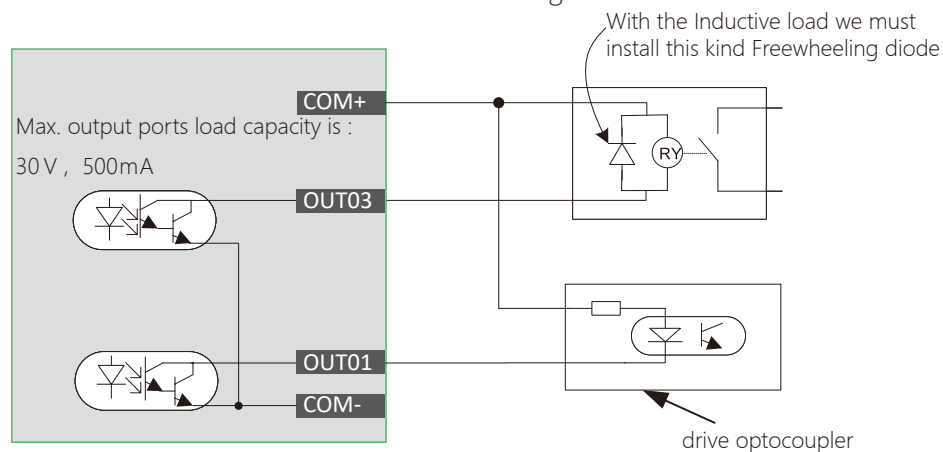 With the Inductive load we must
install this kind Freewheeling diode
COM+
Max. output ports load capacity is :
30V, 500mA
RY
OUT03
OUT01
COM-
drive optocoupler